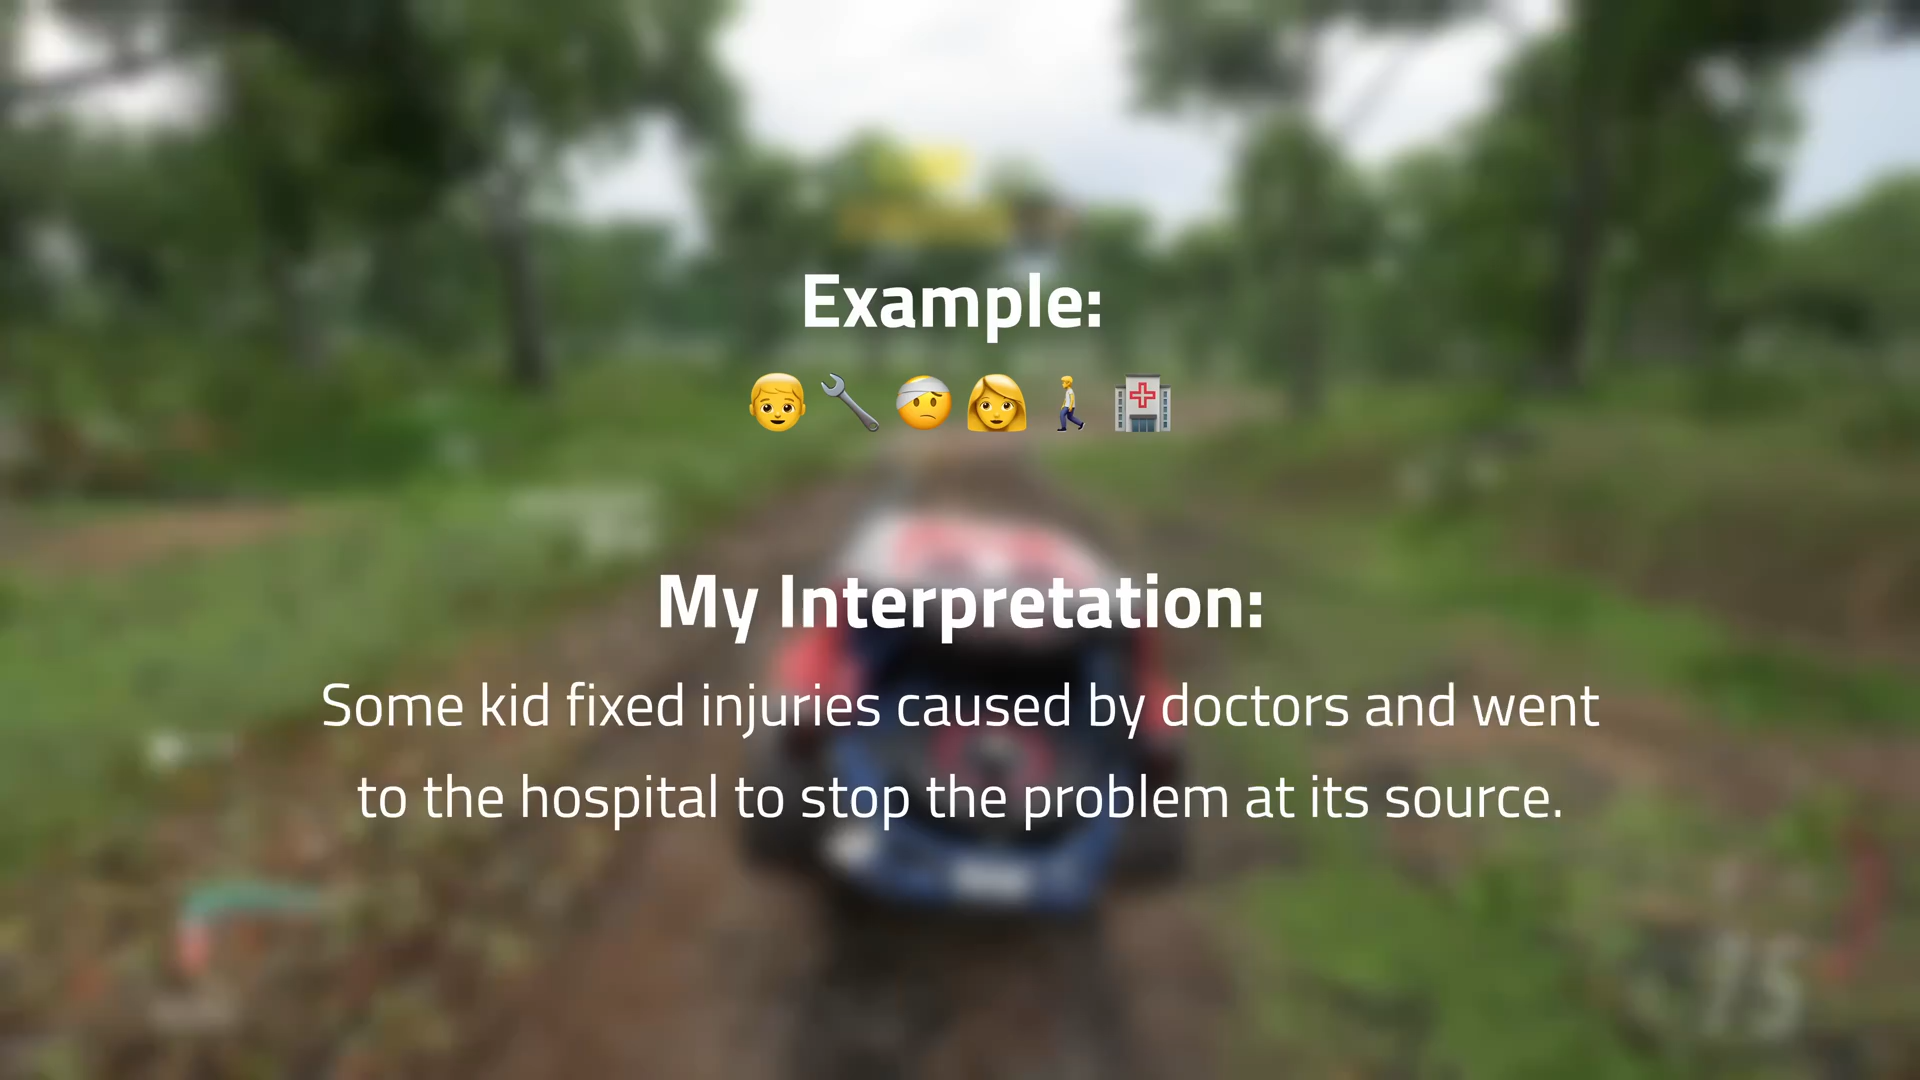 Example:
👦🔧🤕👩🚶🏥
My Interpretation:
Some kid fixed injuries caused by doctors and went
to the hospital to stop the problem at its source.
75